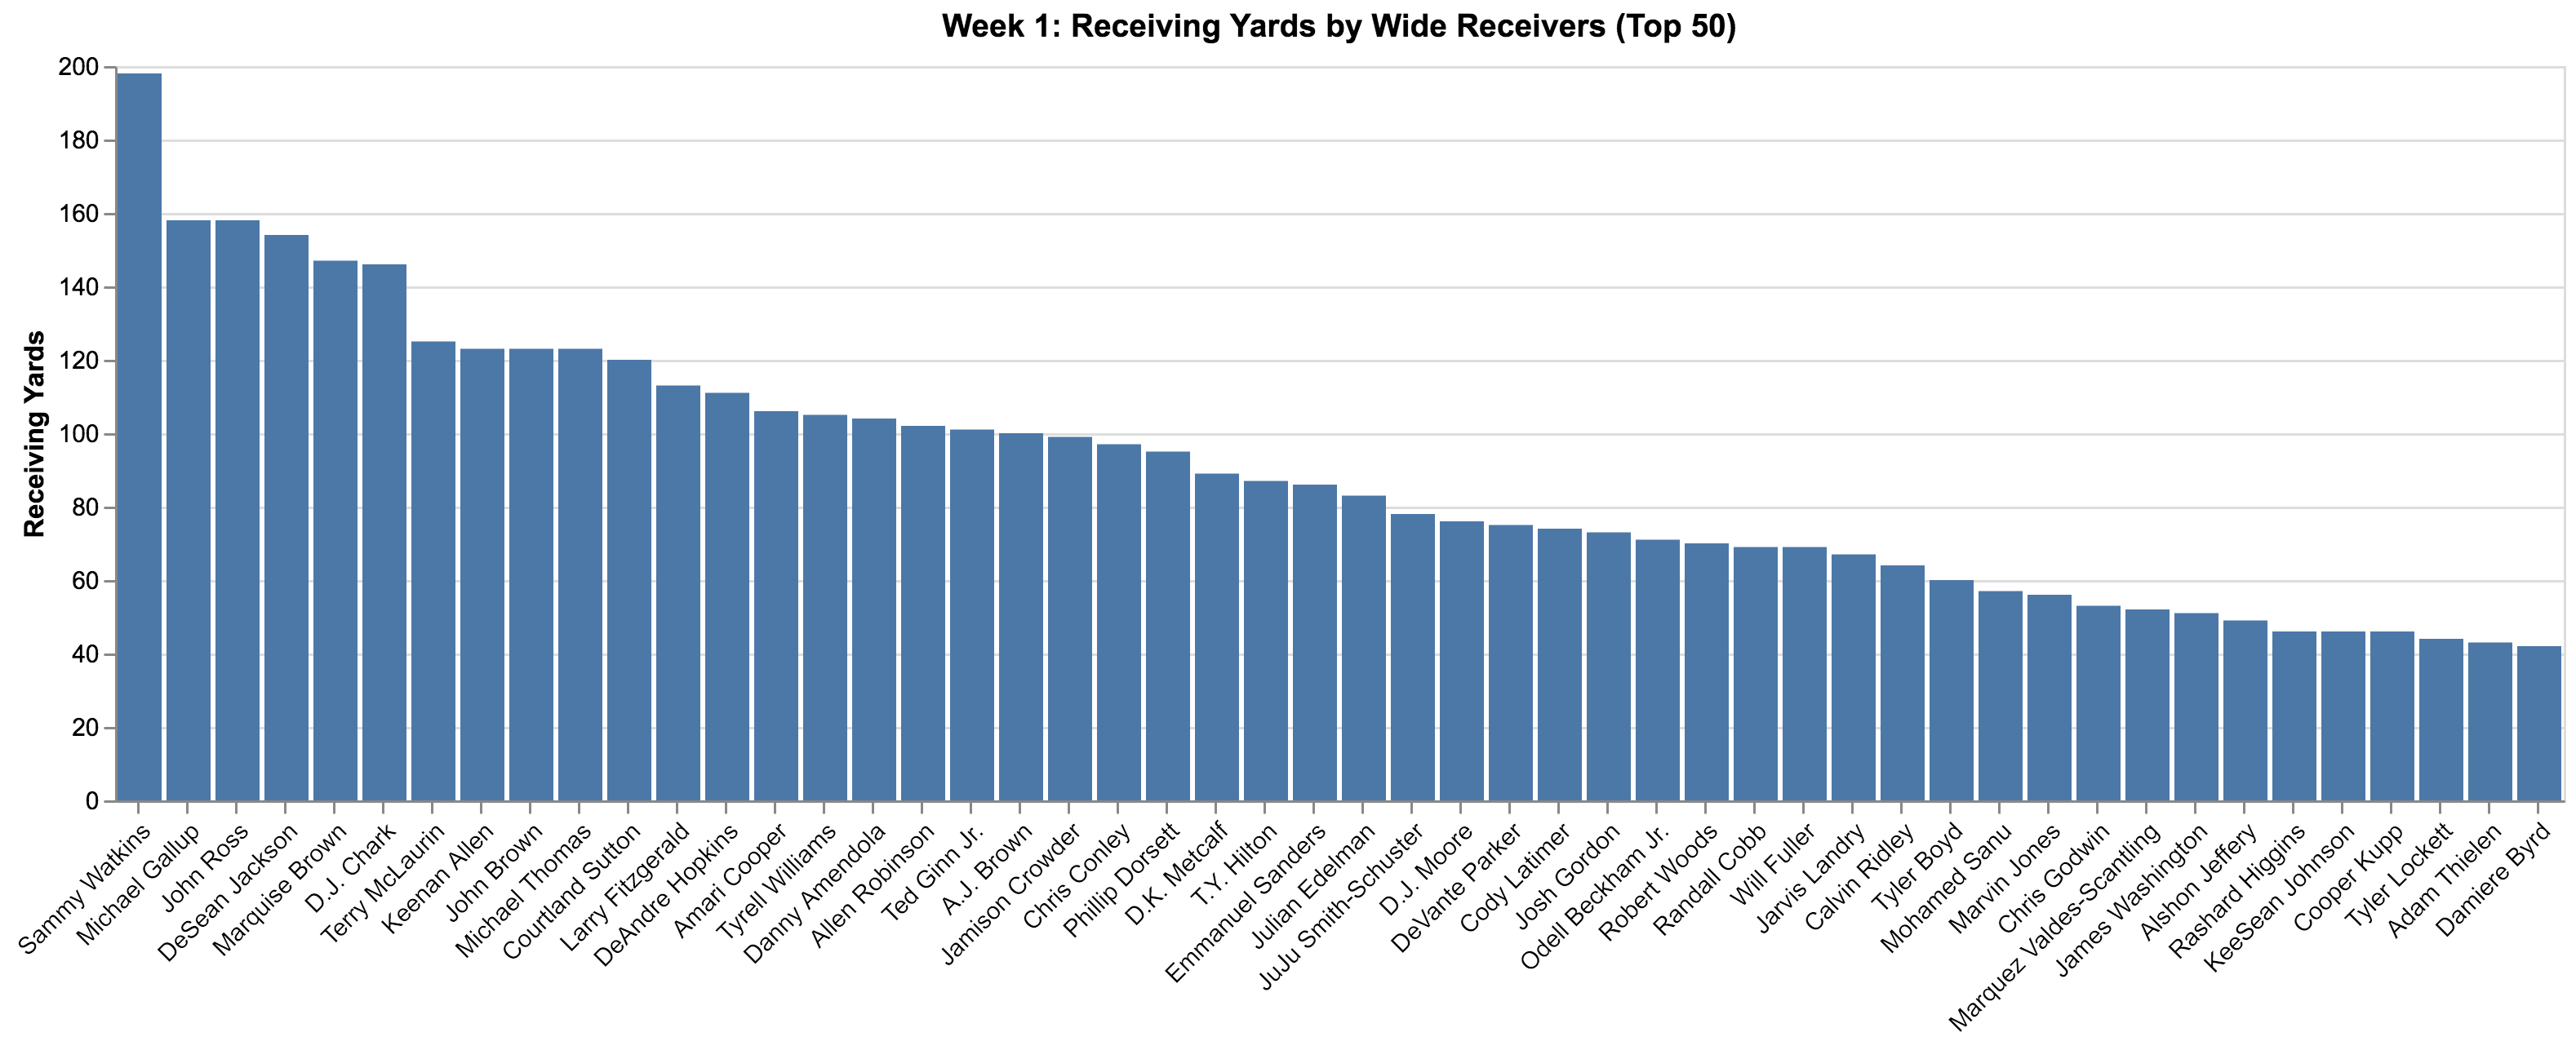 Week 1: Receiving Yards by Wide Receivers (Top 50)
Receiving Yards
200
180
160
140
120
100
80
60
40
20
0
Sammy Watkins
Michael Gallup
John Ross
DeSean Jackson
Marquise Brown
D.J. Chark
Terry McLaurin
Keenan Allen
John Brown
Michael Thomas
Courtland Sutton
Larry Fitzgerald
DeAndre Hopkins
Amari Cooper
Tyrell Williams
Danny Amendola
Allen Robinson
Ted Ginn Jr.
A.J. Brown
Jamison Crowder
Chris Conley
Phillip Dorsett
D.K. Metcalf
T.Y. Hilton
Emmanuel Sanders
Julian Edelman
JuJu Smith-Schuster
D.J. Moore
DeVante Parker
Cody Latimer
Josh Gordon
Odell Beckham Jr.
Robert Woods
Randall Cobb
Will Fuller
Jarvis Landry
Calvin Ridley
Tyler Boyd
Mohamed Sanu
Marvin Jones
Chris Godwin
Marquez Valdes-Scantling
James Washington
Alshon Jeffery
Rashard Higgins
KeeSean Johnson
Cooper Kupp
Tyler Lockett
Adam Thielen
Damiere Byrd